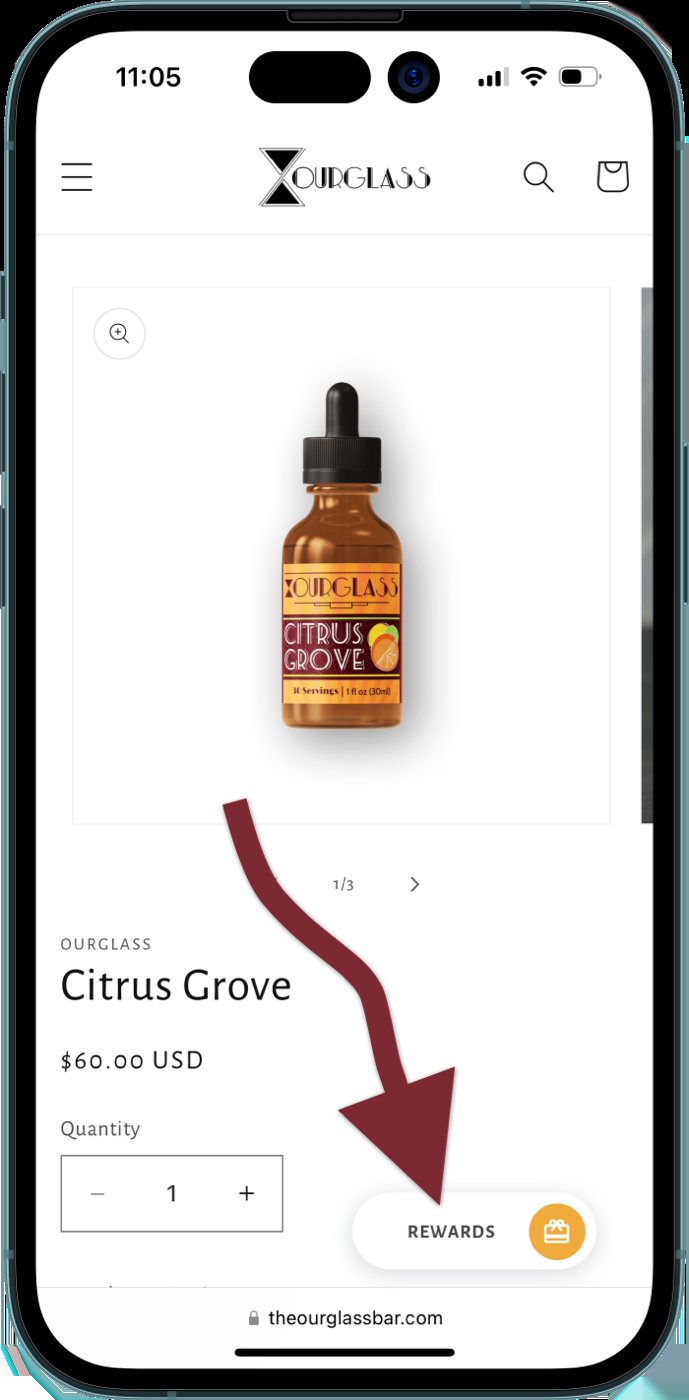 11:05
OURGLASS
OURGLASS
CITRUS
GROVE
30 Servings | 1 fl oz (30ml)
1/3
OURGLASS
Citrus Grove
$60.00 USD
Quantity
1
REWARDS
theourglassbar.com